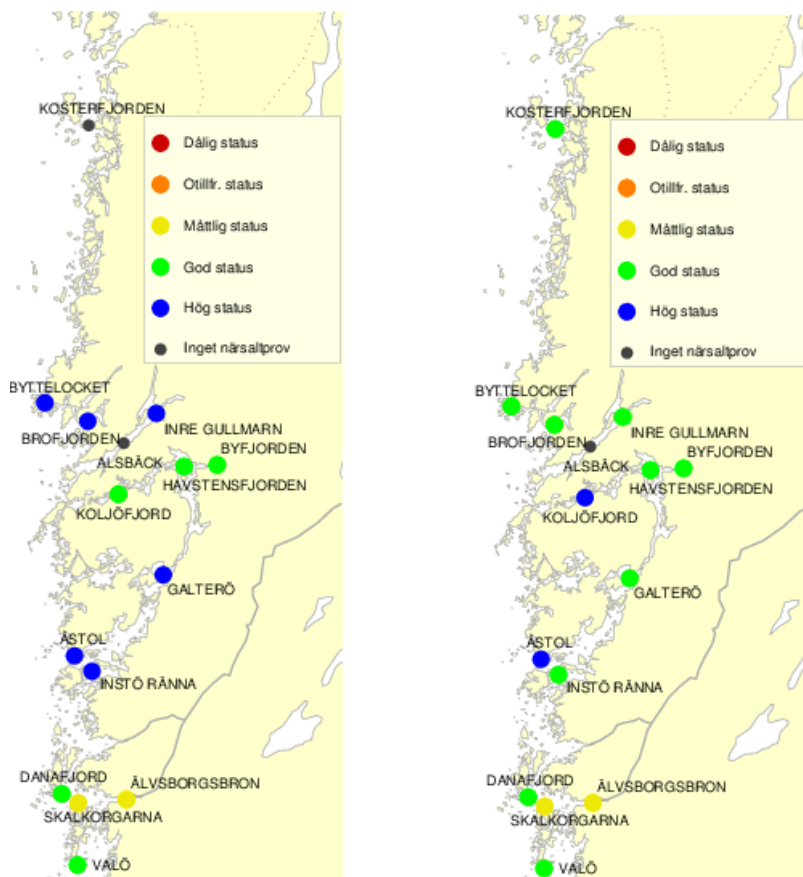 KOSTERFJORDEN
Dålig status
Otillfr. status
Måttlig status
God status
Hög status
Inget närsaltprov
BYTTELOCKET
BROFJORDEN
INRE GULLMARN
BYFJORDEN
ALSBÄCK
HAVSTENSFJORDEN
KOLJÖFJORD
GALTERÖ
ÅSTOL
INSTÖ RÄNNA
DANAFJORD
ÄLVSBORGSBRON
SKALKORGARNA
VALÖ
KOSTERFJORDEN
Dålig status
Otillfr. status
Måttlig status
God status
Hög status
Inget närsaltprov
BYTTELOCKET
BROFJORDEN
INRE GULLMARN
BYFJORDEN
ALSBÄCK
HAVSTENSFJORDEN
KOLJÖFJORD
GALTERÖ
ÅSTOL
INSTÖ RÄNNA
DANAFJORD
ÄLVSBORGSBRON
SKALKORGARNA
VALÖ